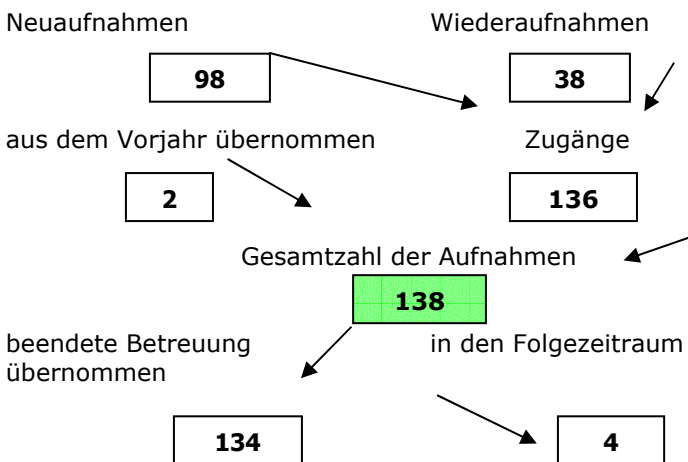 Neuaufnahmen Wiederaufnahmen
98 38
aus dem Vorjahr übernommen Zugänge
2 136
Gesamtzahl der Aufnahmen
138
beendete Betreuung in den Folgezeitraum
übernommen
134 4